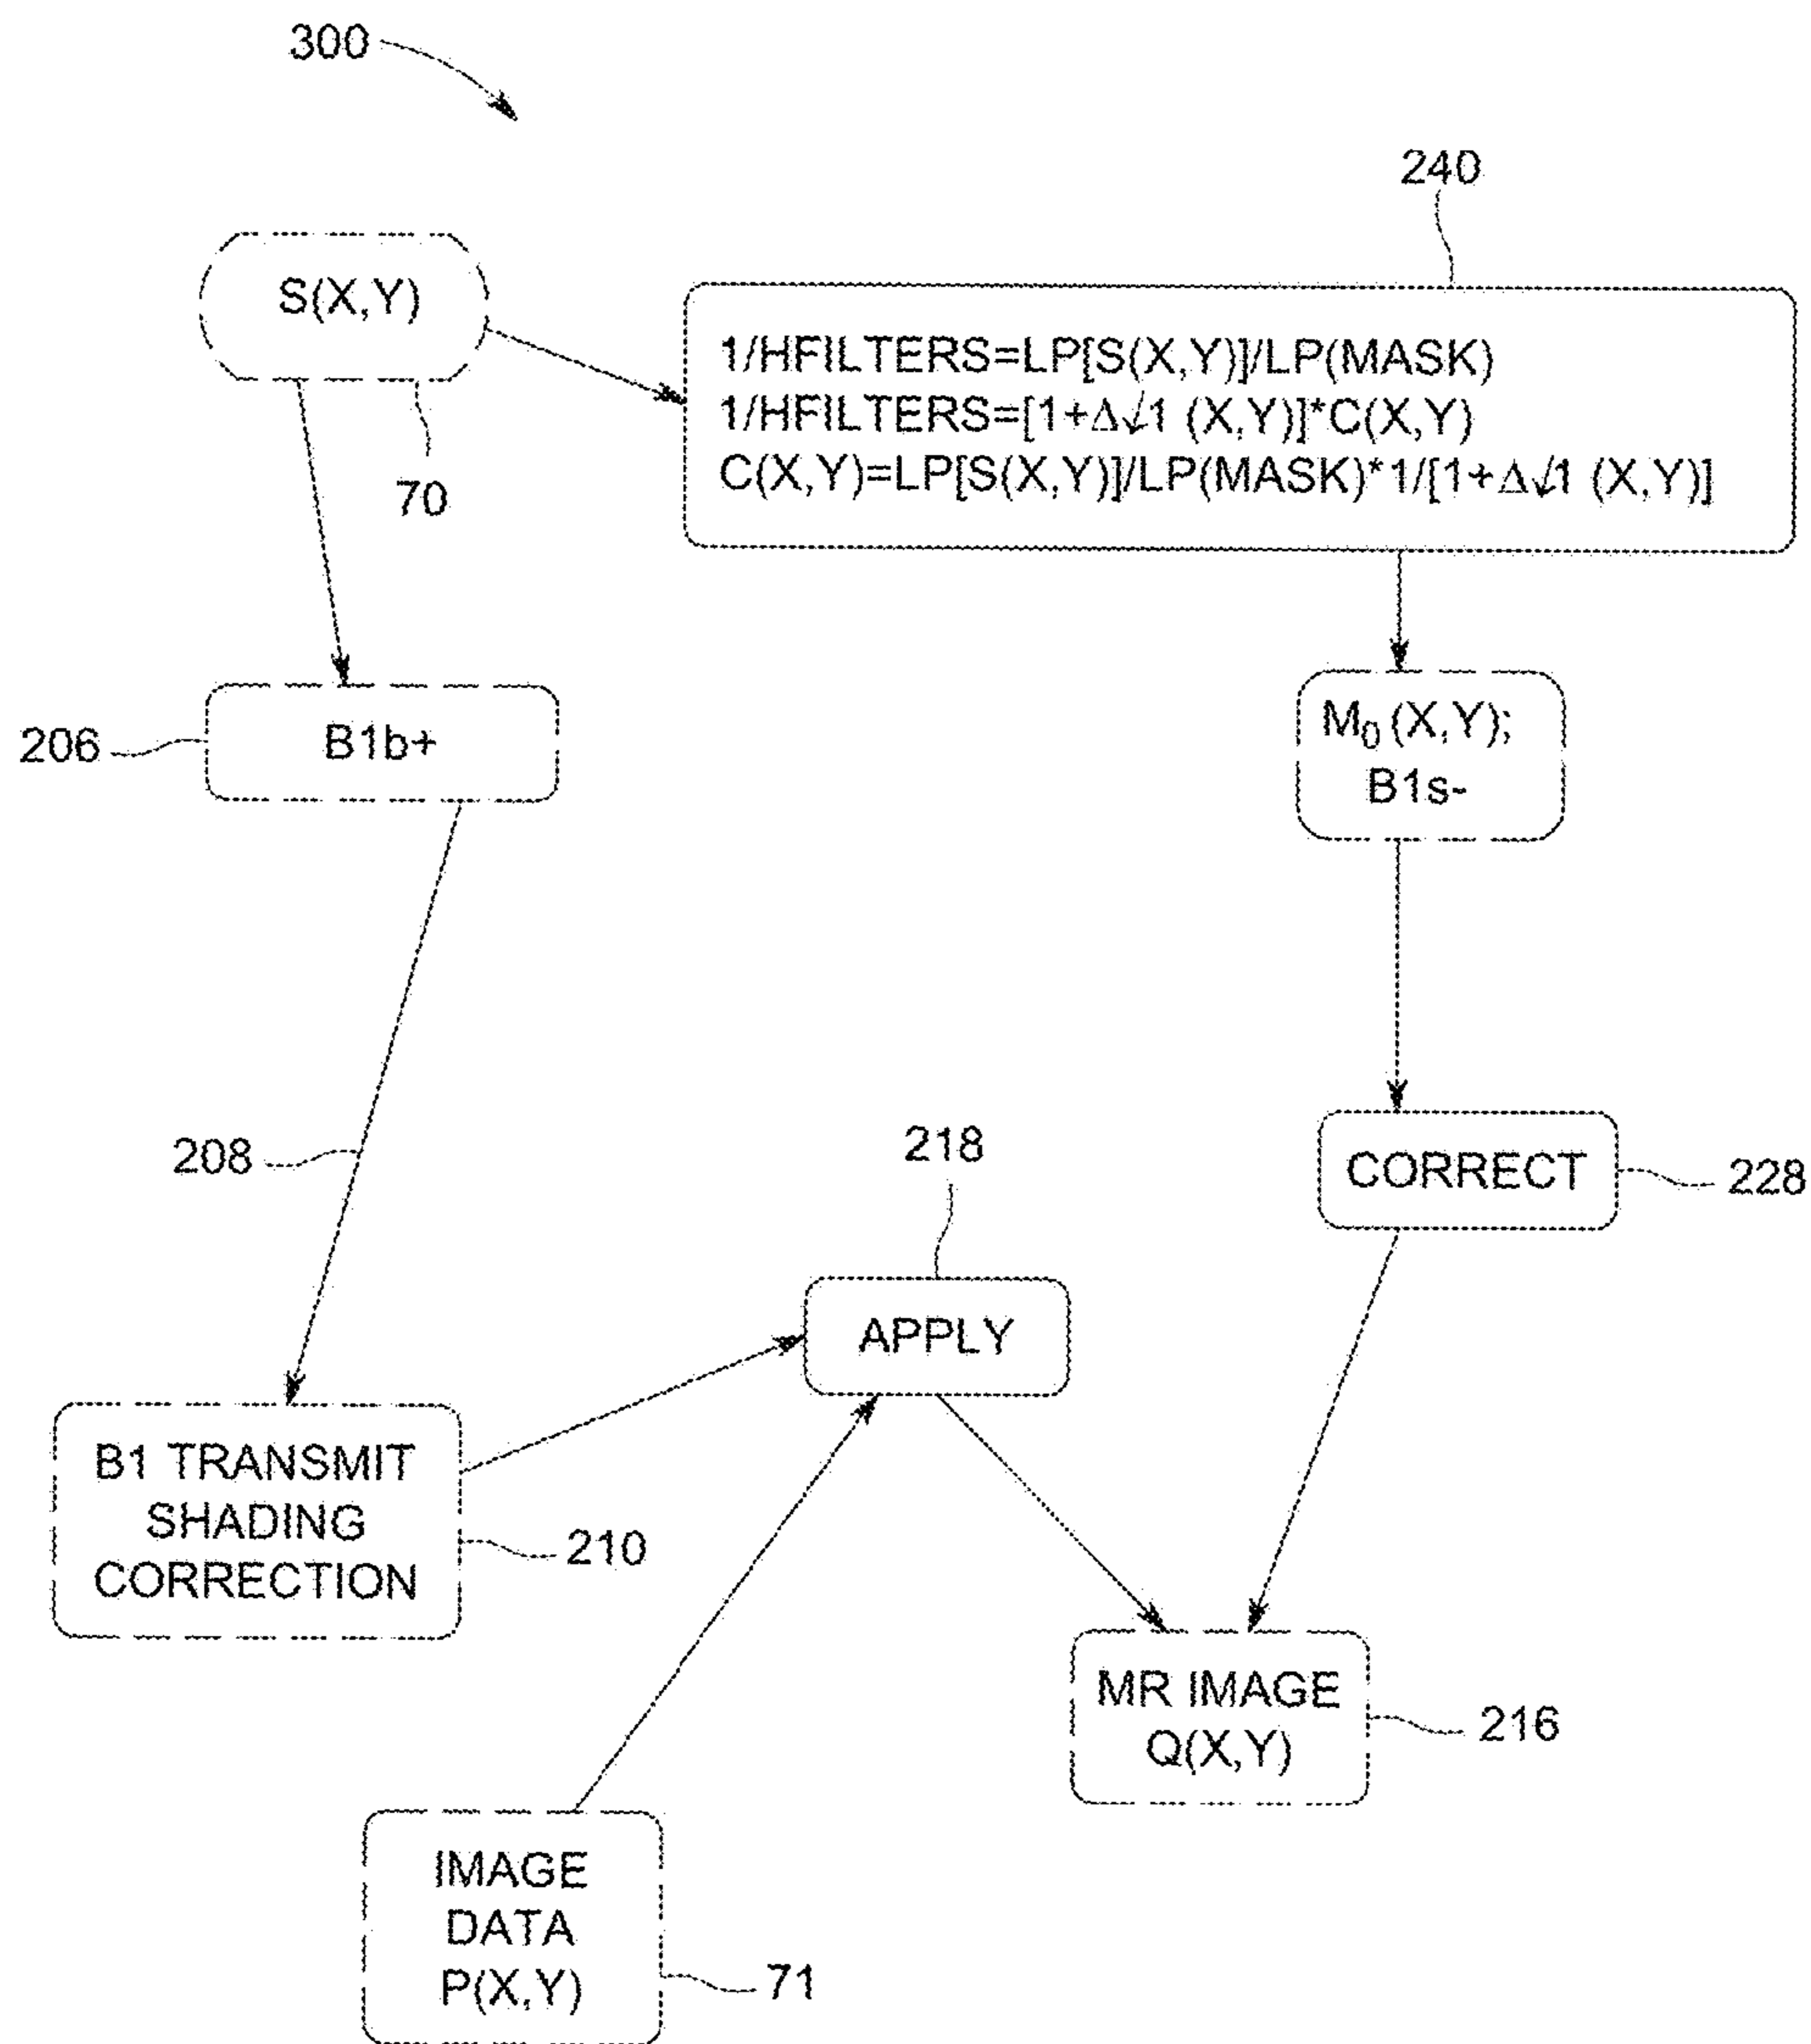 300
240
S(X,Y)
70
1/HFILTERS=LP[S(X,Y)]/LP(MASK)
1/HFILTERS=[1+Δ√1 (X,Y)]*C(X,Y)
C(X,Y)=LP[S(X,Y)]/LP(MASK)*1/[1+Δ√1 (X,Y)]
206
B1b+
M₀ (X,Y);
B1s-
208
218
CORRECT
228
APPLY
B1 TRANSMIT
SHADING
CORRECTION
210
MR IMAGE
Q(X,Y)
216
IMAGE
DATA
P(X,Y)
71